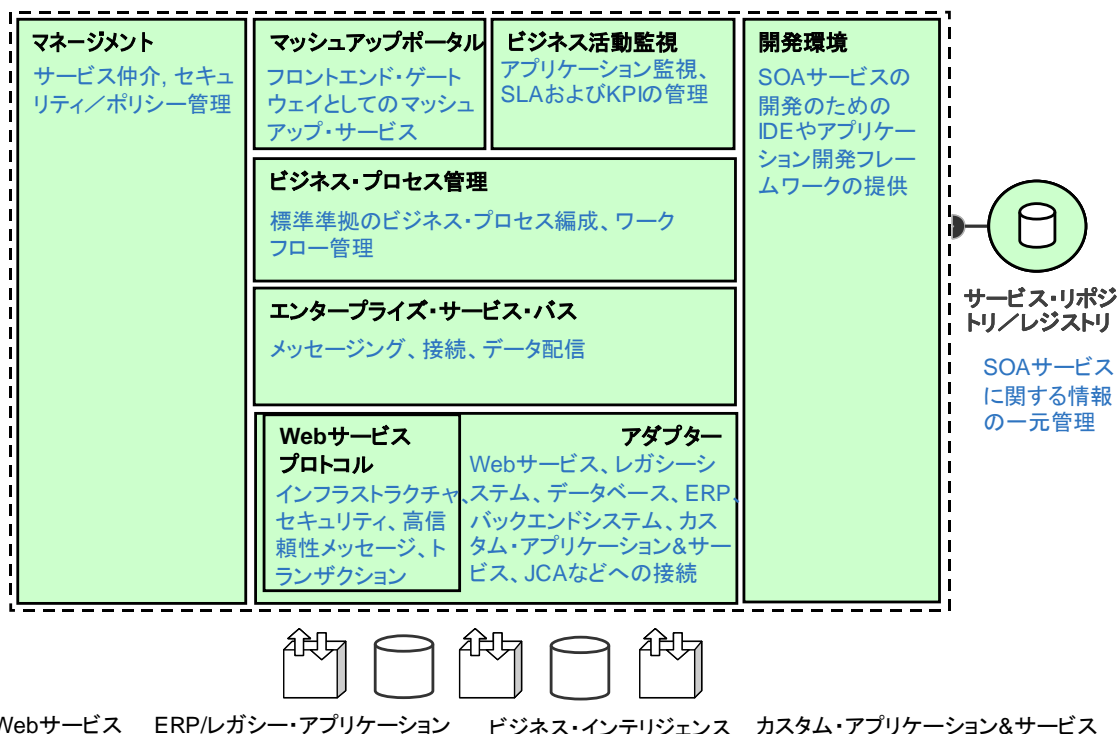 マネージメント
サービス仲介, セキュ
リティ／ポリシー管理
マッシュアップポータル
フロントエンド・ゲート
ウェイとしてのマッシュ
アップ・サービス
ビジネス活動監視
アプリケーション監視、
SLAおよびKPIの管理
開発環境
SOAサービスの
開発のための
IDEやアプリケー
ション開発フレー
ムワークの提供
ビジネス・プロセス管理
標準準拠のビジネス・プロセス編成、ワーク
フロー管理
エンタープライズ・サービス・バス
メッセージング、接続、データ配信
Webサービス
プロトコル
インフラストラクチャ、
セキュリティ、高信
頼性メッセージ、ト
ランザクション
アダプター
Webサービス、レガシーシ
ステム、データベース、ERP、
バックエンドシステム、カス
タム・アプリケーション&サー
ビス、JCAなどへの接続
サービス・リポジ
トリ／レジストリ
SOAサービス
に関する情報
の一元管理
Webサービス
ERP/レガシー・アプリケーション
ビジネス・インテリジェンス
カスタム・アプリケーション&サービス